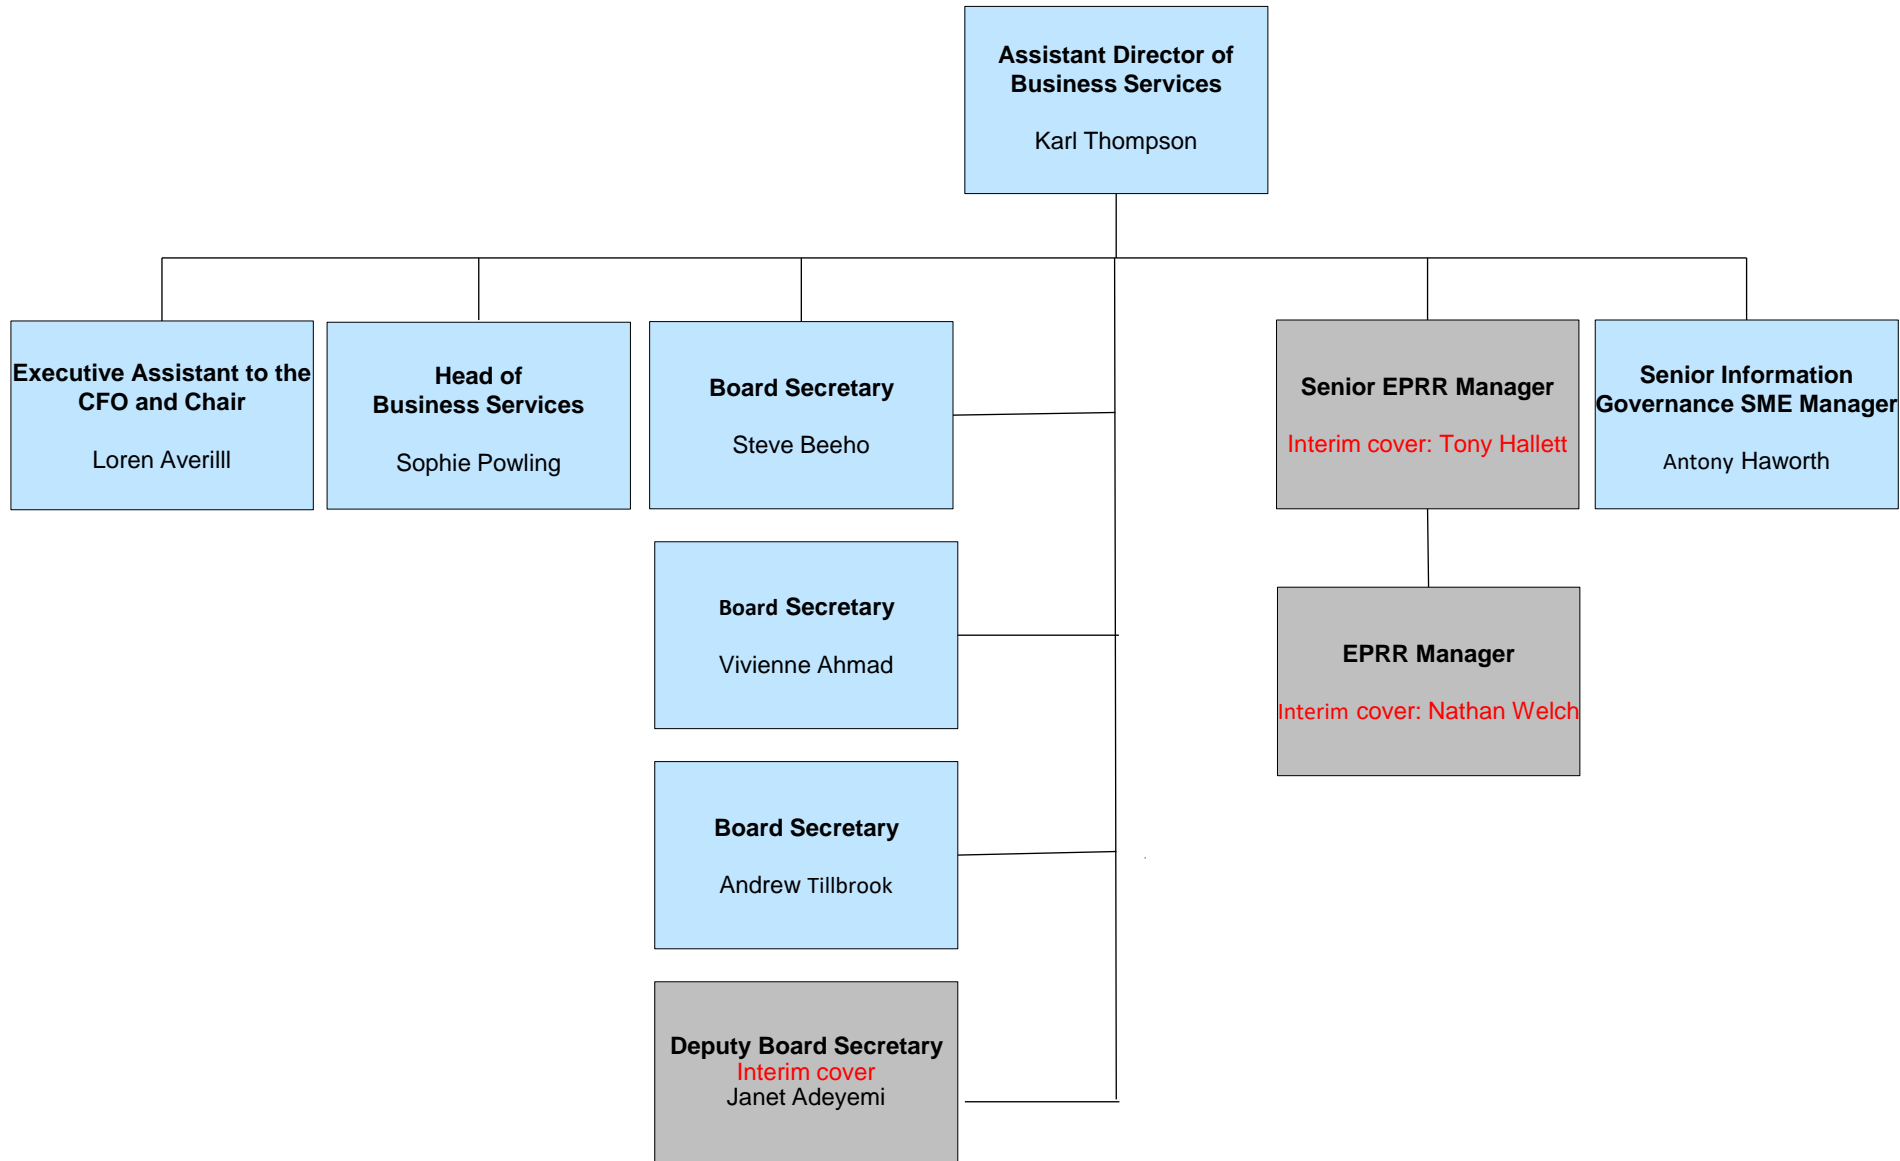 Assistant Director of
Business Services
Karl Thompson
Executive Assistant to the
CFO and Chair
Loren Averilll
Head of
Business Services
Sophie Powling
Board Secretary
Steve Beeho
Senior EPRR Manager
Interim cover: Tony Hallett
Senior Information
Governance SME Manager
Antony Haworth
Board Secretary
Vivienne Ahmad
EPRR Manager
Interim cover: Nathan Welch
Board Secretary
Andrew Tillbrook
Deputy Board Secretary
Interim cover
Janet Adeyemi